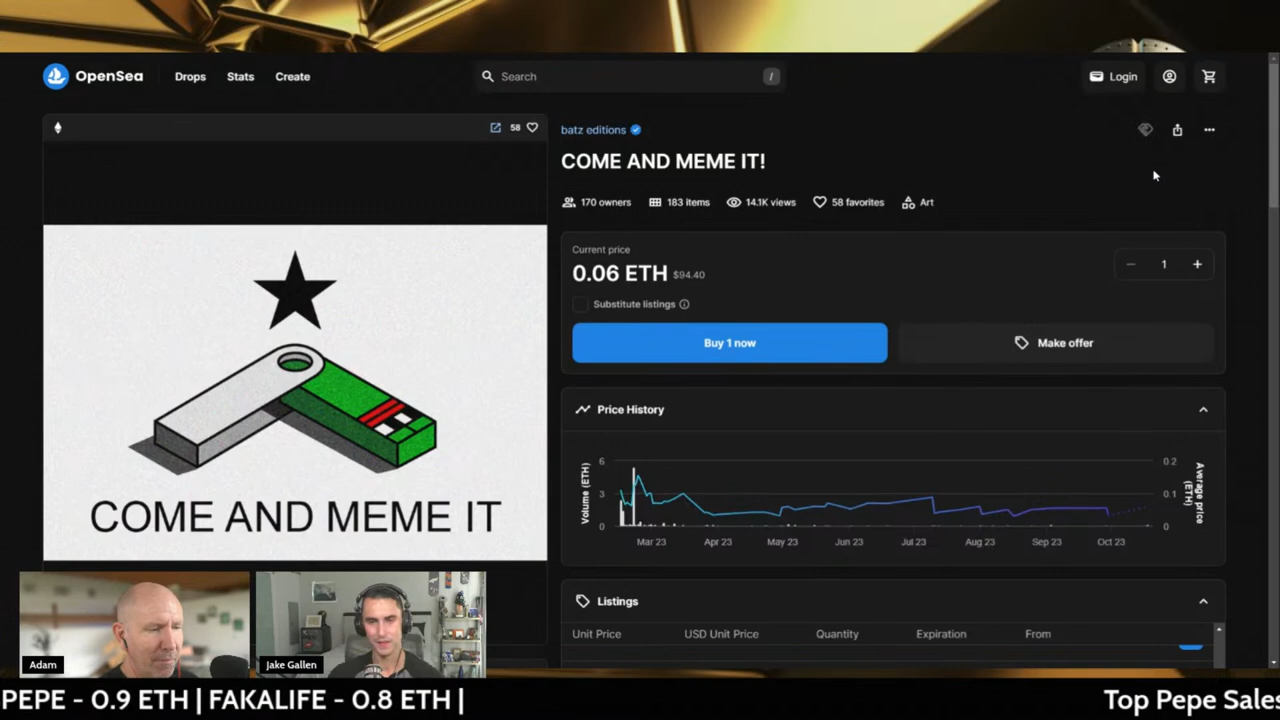 OpenSea
Drops
Stats
Create
Search
/
Login
58
batz editions
COME AND MEME IT!
170 owners
183 items
14.1K views
58 favorites
Art
Current price
0.06 ETH $94.40
1
Substitute listings
Buy 1 now
Make offer
COME AND MEME IT
Price History
Volume (ETH)
6
3
0
0.2
0.1
0
Average price (ETH)
Mar 23
Apr 23
May 23
Jun 23
Jul 23
Aug 23
Sep 23
Oct 23
Listings
Unit Price
USD Unit Price
Quantity
Expiration
From
Adam
Jake Gallen
PEPE - 0.9 ETH | FAKALIFE - 0.8 ETH |
Top Pepe Sales